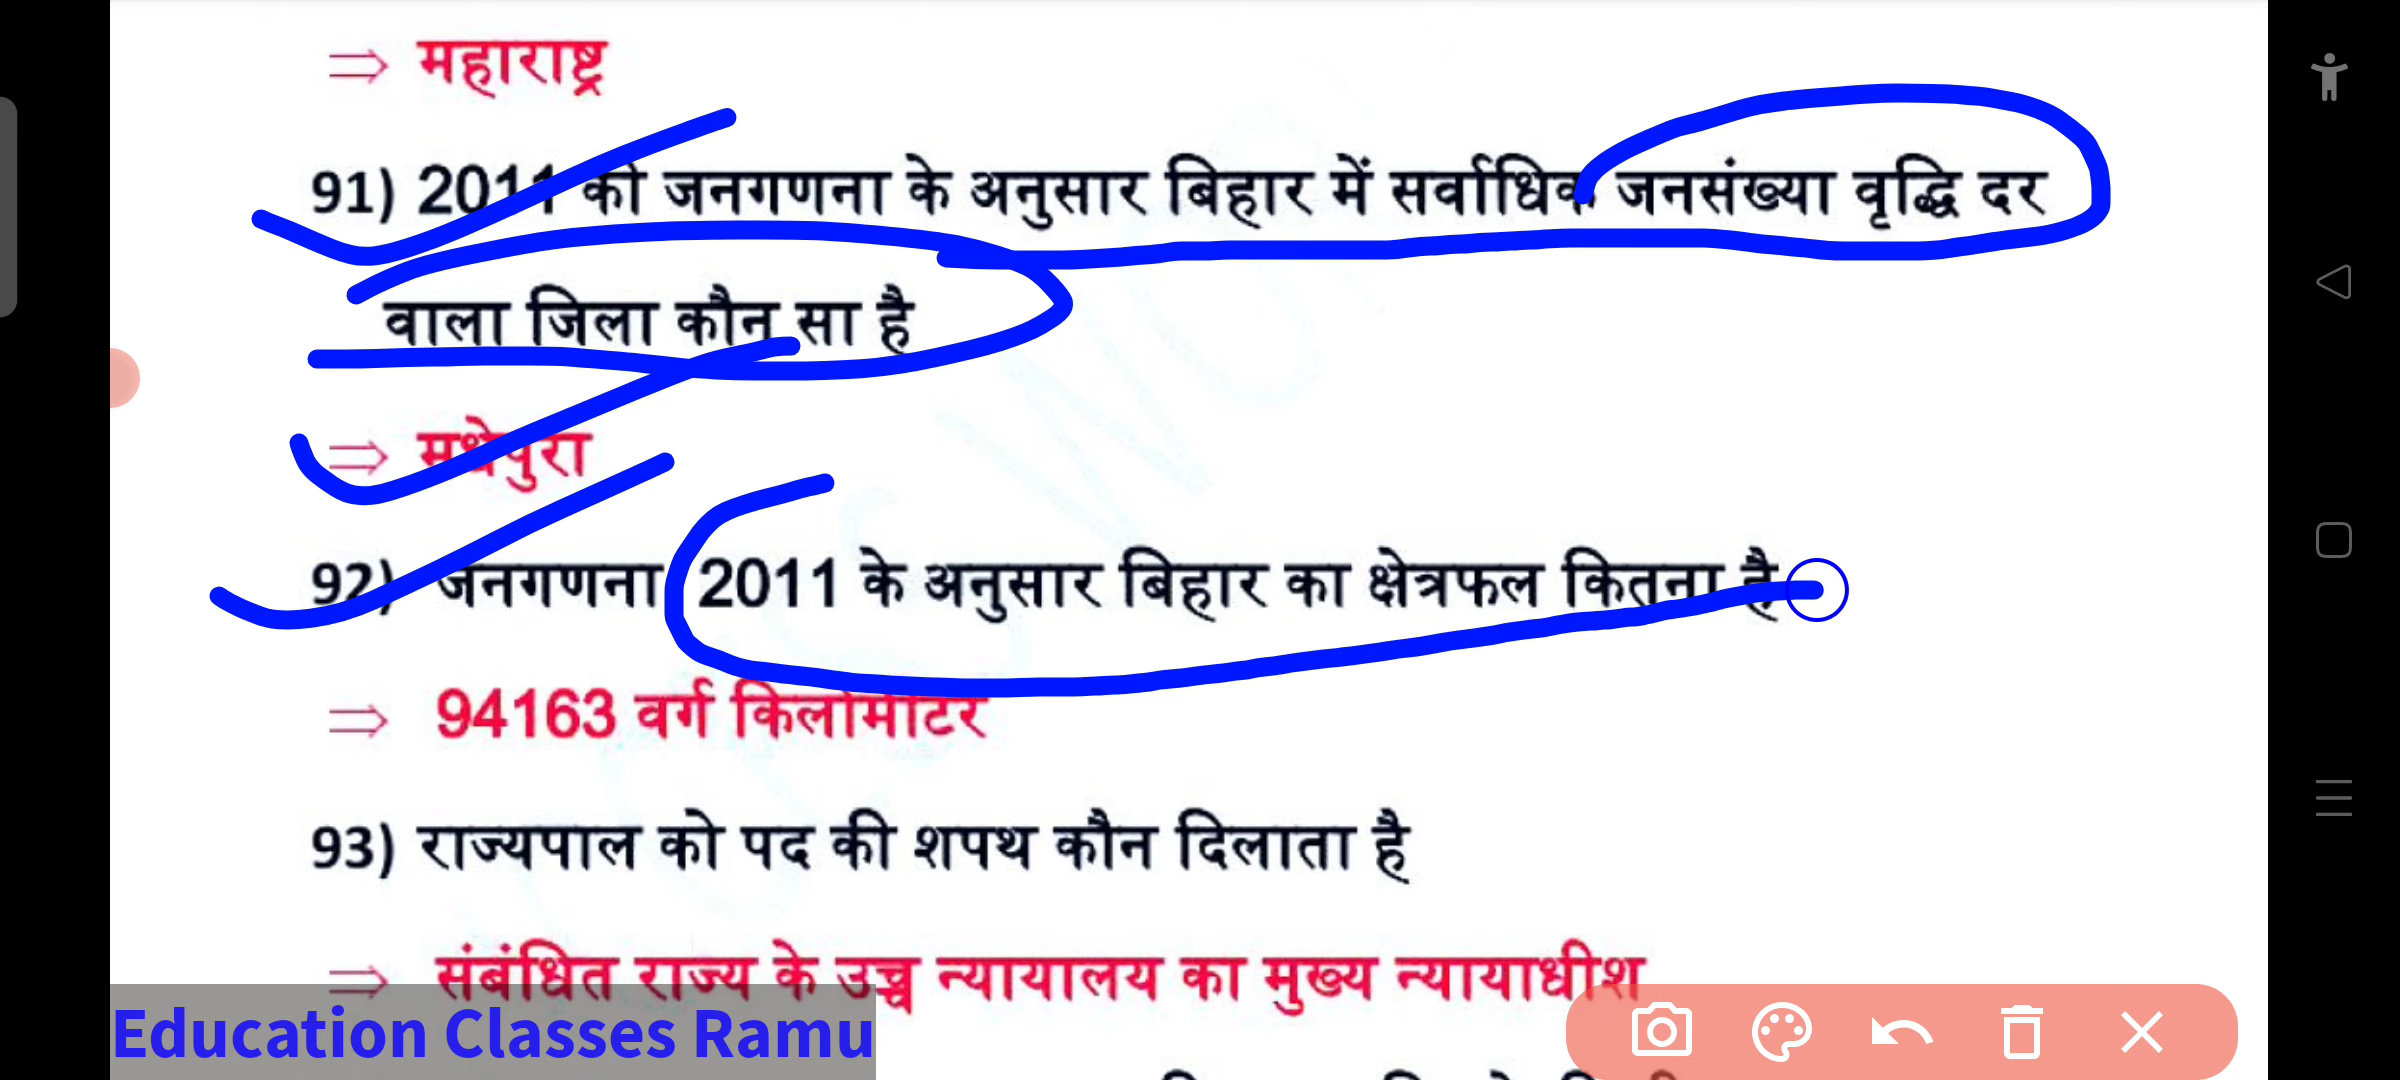 ⇒ महाराष्ट्र
91) 2011 की जनगणना के अनुसार बिहार में सर्वाधिक जनसंख्या वृद्धि दर
वाला जिला कौन सा है
⇒ मधेपुरा
92) जनगणना 2011 के अनुसार बिहार का क्षेत्रफल कितना है
⇒ 94163 वर्ग किलोमीटर
93) राज्यपाल को पद की शपथ कौन दिलाता है
⇒ संबंधित राज्य के उच्च न्यायालय का मुख्य न्यायाधीश
Education Classes Ramu